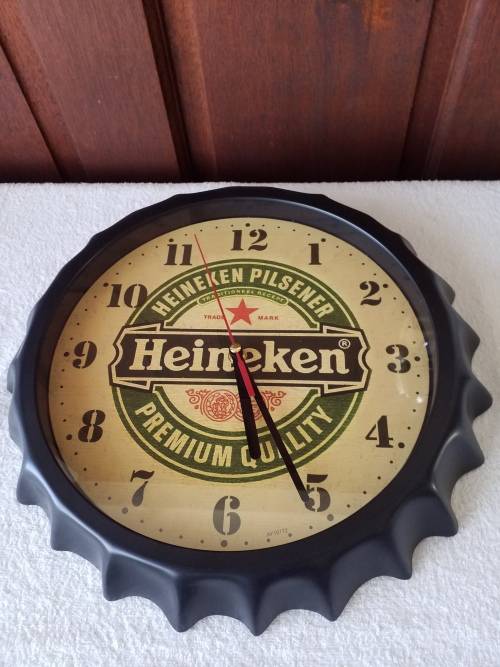 12
11
1
10
2
HEINEKEN PILSENER
TRADITIONEEL RECEPT
TRADE MARK
9
Heineken®
3
PREMIUM QUALITY
8
4
7
5
6